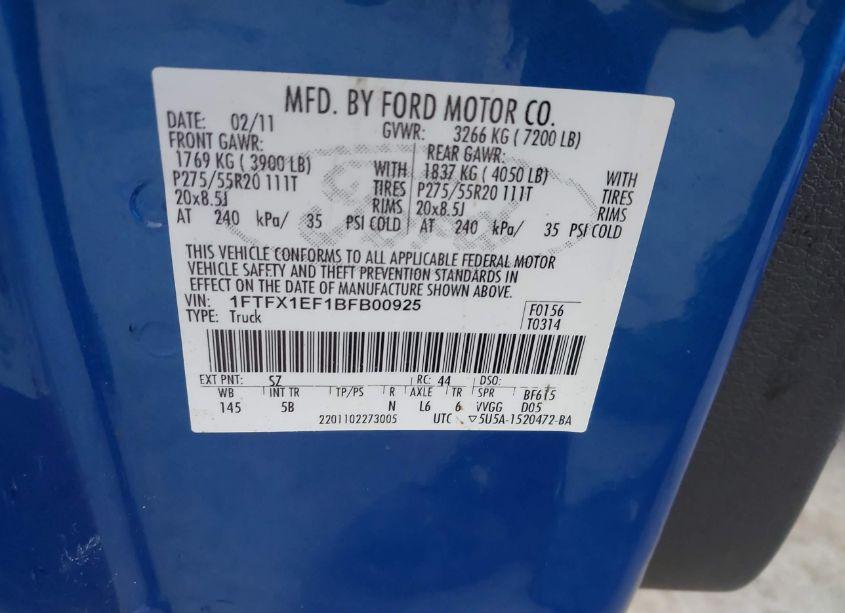 MFD. BY FORD MOTOR CO.
DATE: 02/11 GVWR: 3266 KG ( 7200 LB)
FRONT GAWR: REAR GAWR:
1769 KG ( 3900 LB) WITH 1837 KG ( 4050 LB) WITH
P275/55R20 111T TIRES P275/55R20 111T TIRES
20x8.5J RIMS 20x8.5J RIMS
AT 240 kPa/ 35 PSI COLD AT 240 kPa/ 35 PSI COLD
THIS VEHICLE CONFORMS TO ALL APPLICABLE FEDERAL MOTOR
VEHICLE SAFETY AND THEFT PREVENTION STANDARDS IN
EFFECT ON THE DATE OF MANUFACTURE SHOWN ABOVE.
VIN: 1FTFX1EF1BFB00925 F0156
TYPE: Truck T0314
EXT PNT: SZ RC: 44 DSO:
WB INT TR TP/PS R AXLE TR SPR BF615
145 5B N L6 6 VVGG D05
2201102273005 UTC ▽5U5A-1520472-BA